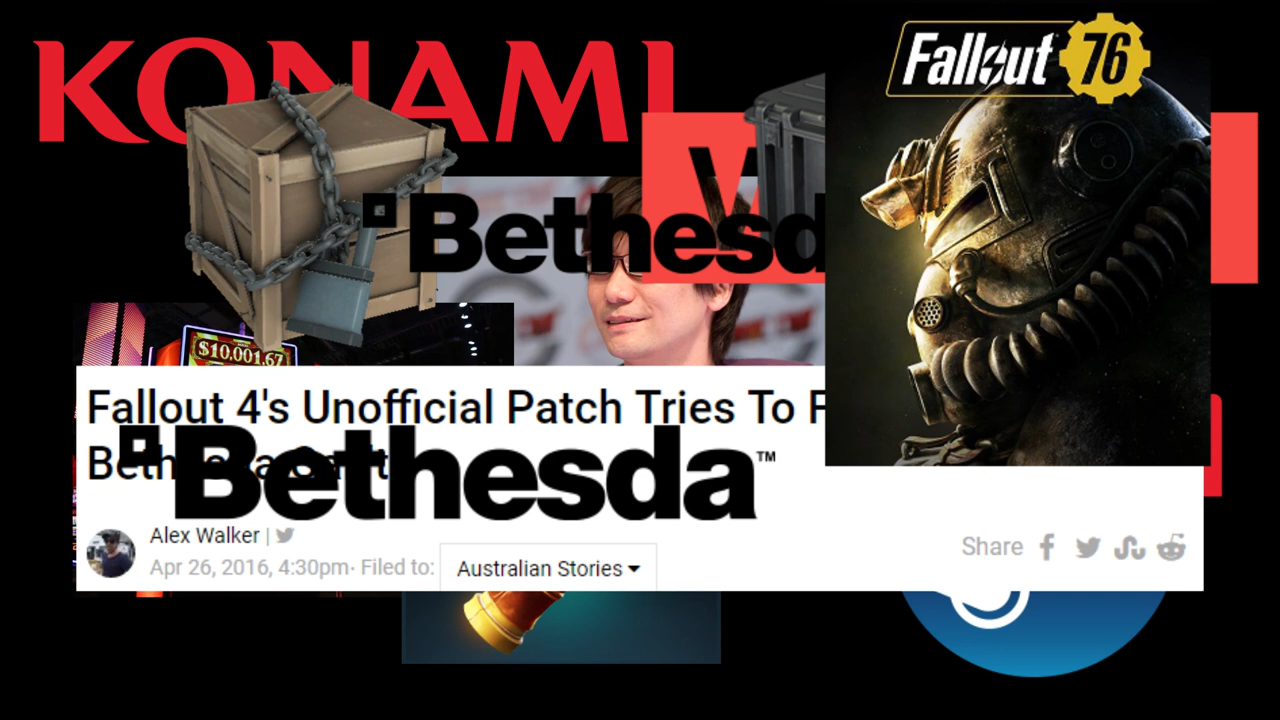 KONAMI
Fallout 76
Bethesd
$10,001.67
Fallout 4's Unofficial Patch Tries To F
Bethesda
Bethesda™
Alex Walker |
Apr 26, 2016, 4:30pm· Filed to:
Australian Stories
Share